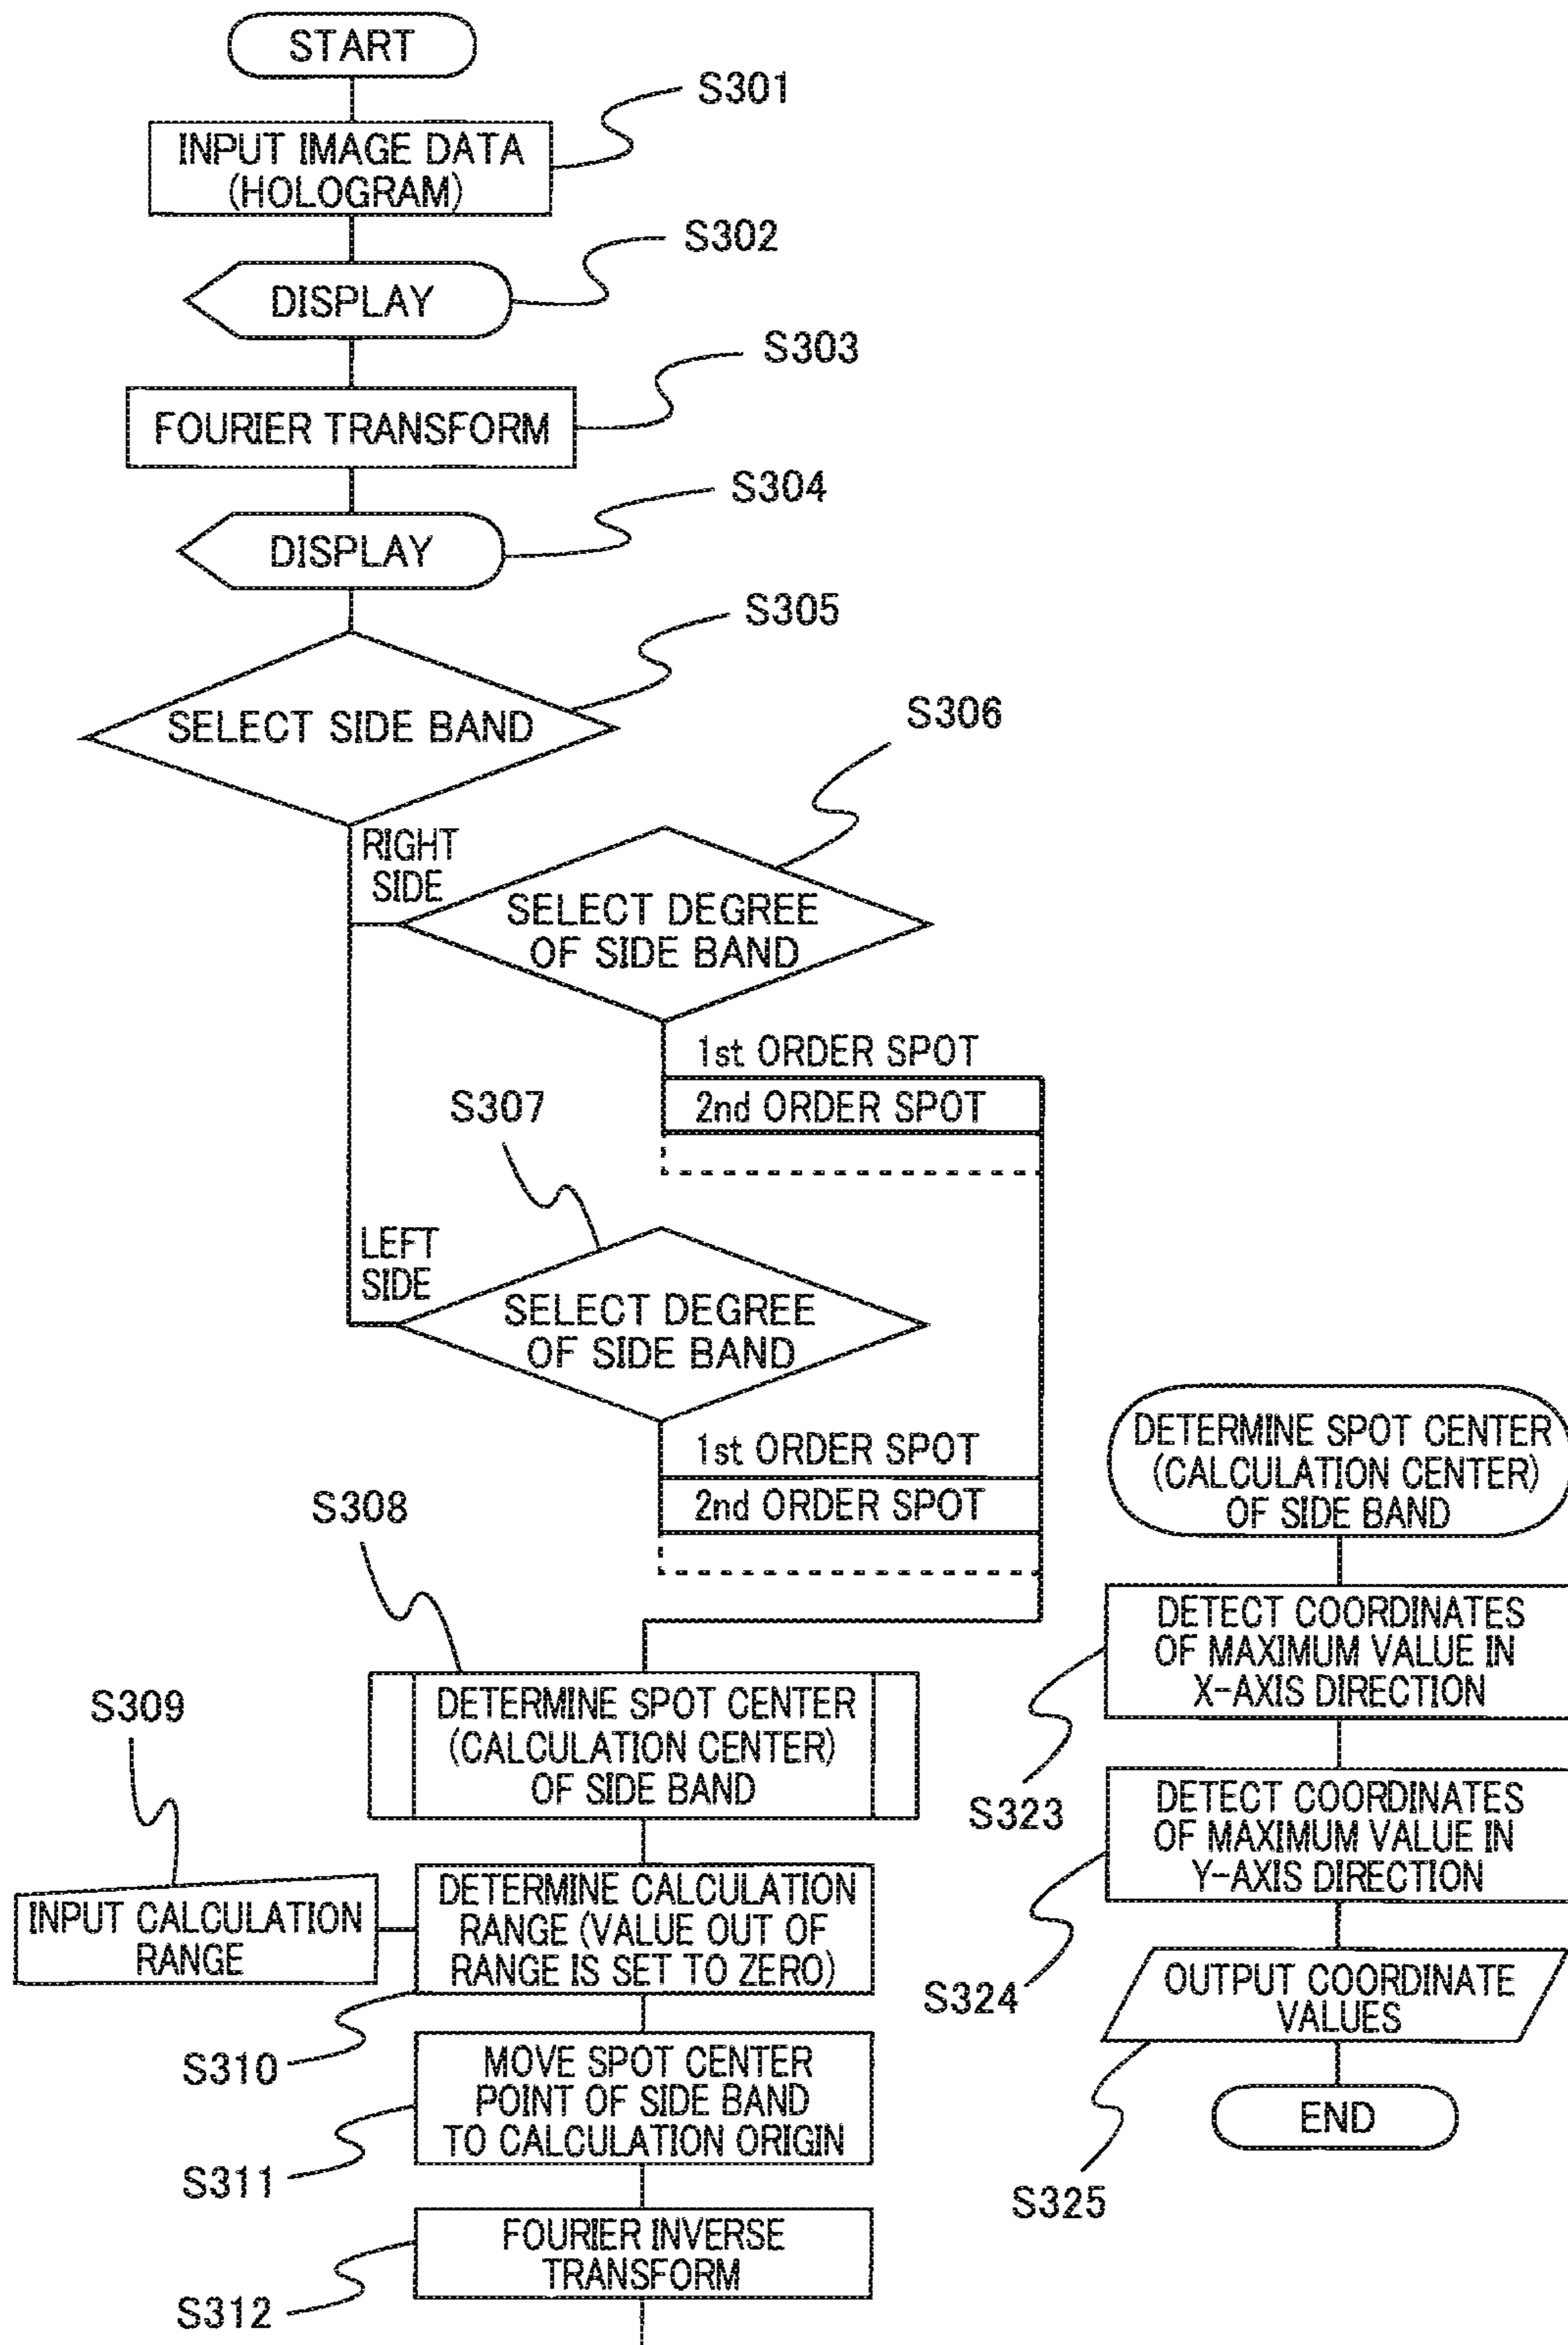 START
S301
INPUT IMAGE DATA
(HOLOGRAM)
S302
DISPLAY
S303
FOURIER TRANSFORM
S304
DISPLAY
S305
SELECT SIDE BAND
S306
RIGHT
SIDE
SELECT DEGREE
OF SIDE BAND
1st ORDER SPOT
2nd ORDER SPOT
S307
LEFT
SIDE
SELECT DEGREE
OF SIDE BAND
1st ORDER SPOT
2nd ORDER SPOT
S308
DETERMINE SPOT CENTER
(CALCULATION CENTER)
OF SIDE BAND
S309
INPUT CALCULATION
RANGE
DETERMINE CALCULATION
RANGE (VALUE OUT OF
RANGE IS SET TO ZERO)
S310
MOVE SPOT CENTER
POINT OF SIDE BAND
TO CALCULATION ORIGIN
S311
FOURIER INVERSE
TRANSFORM
S312
DETERMINE SPOT CENTER
(CALCULATION CENTER)
OF SIDE BAND
DETECT COORDINATES
OF MAXIMUM VALUE IN
X-AXIS DIRECTION
S323
DETECT COORDINATES
OF MAXIMUM VALUE IN
Y-AXIS DIRECTION
S324
OUTPUT COORDINATE
VALUES
S325
END